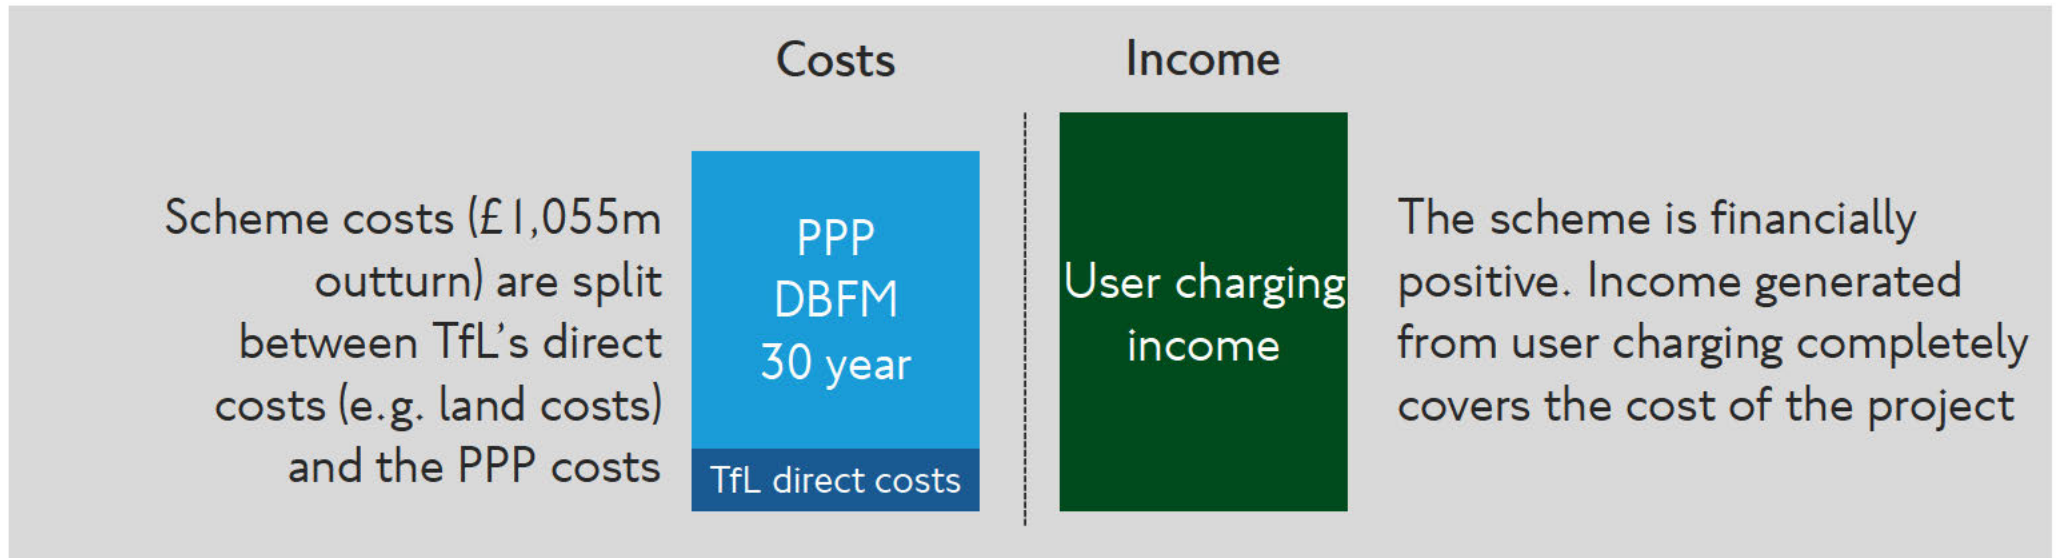 Costs
Income
Scheme costs (£1,055m
outturn) are split
between TfL's direct
costs (e.g. land costs)
and the PPP costs
PPP
DBFM
30 year
TfL direct costs
User charging
income
The scheme is financially
positive. Income generated
from user charging completely
covers the cost of the project